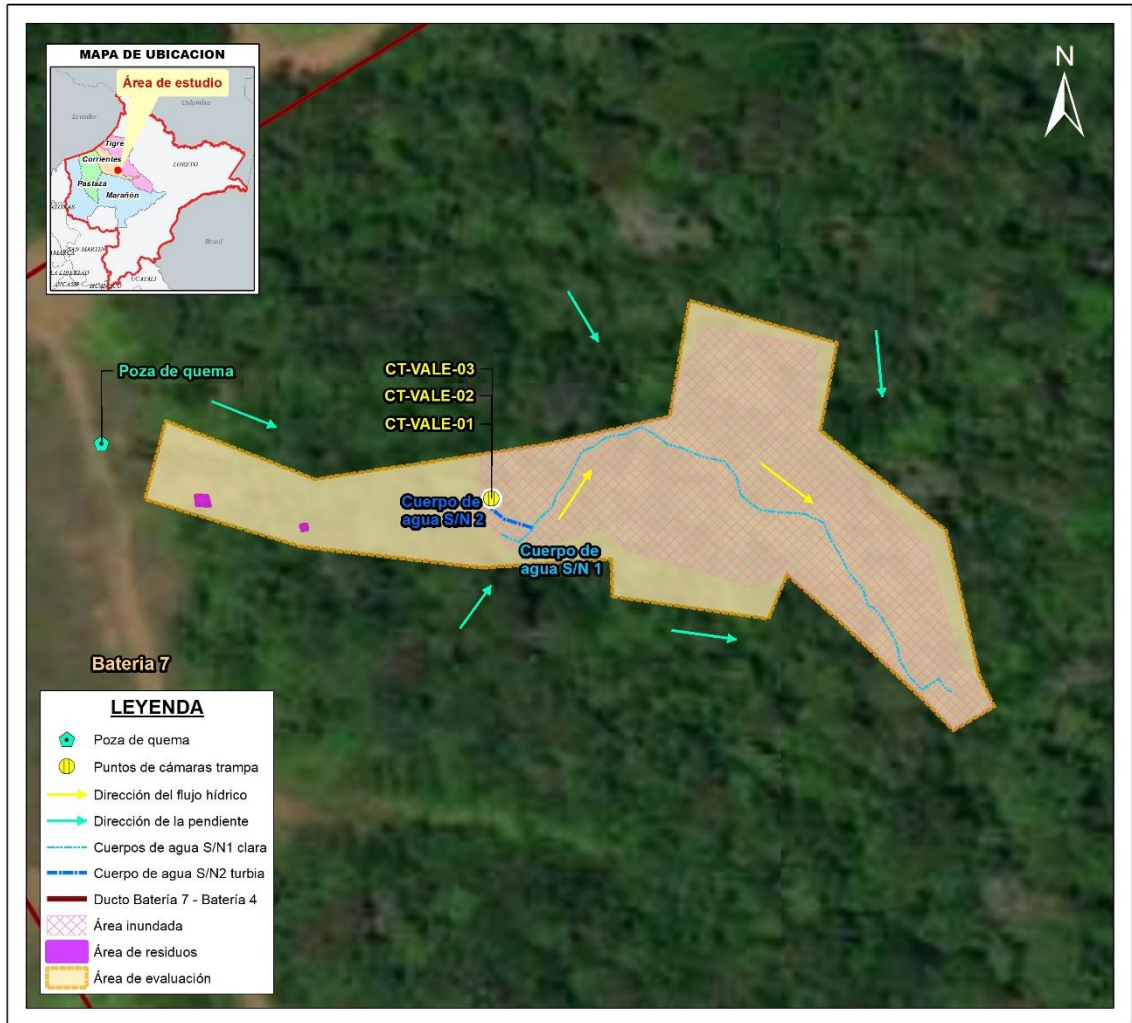 MAPA DE UBICACION
Área de estudio
Colombia
Ecuador
Tigre
Corrientes
LORETO
Pastaza
Marañón
Brasil
SAN MARTIN
LA LIBERTAD
ANCASH
UCAYALI
N
Poza de quema
CT-VALE-03
CT-VALE-02
CT-VALE-01
Cuerpo de
agua S/N 2
Cuerpo de
agua S/N 1
Bateria 7
LEYENDA
Poza de quema
Puntos de cámaras trampa
Dirección del flujo hídrico
Dirección de la pendiente
Cuerpos de agua S/N1 clara
Cuerpo de agua S/N2 turbia
Ducto Batería 7 - Batería 4
Área inundada
Área de residuos
Área de evaluación